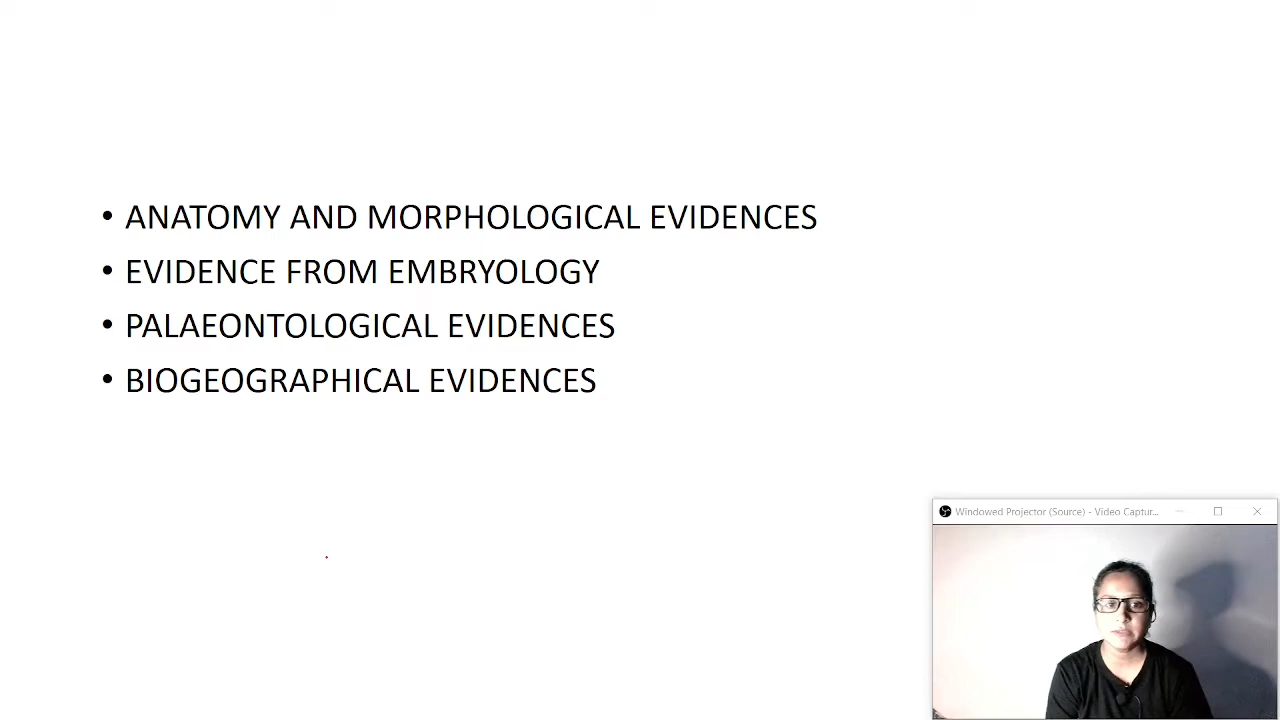 • ANATOMY AND MORPHOLOGICAL EVIDENCES
• EVIDENCE FROM EMBRYOLOGY
• PALAEONTOLOGICAL EVIDENCES
• BIOGEOGRAPHICAL EVIDENCES
Windowed Projector (Source) - Video Captur...